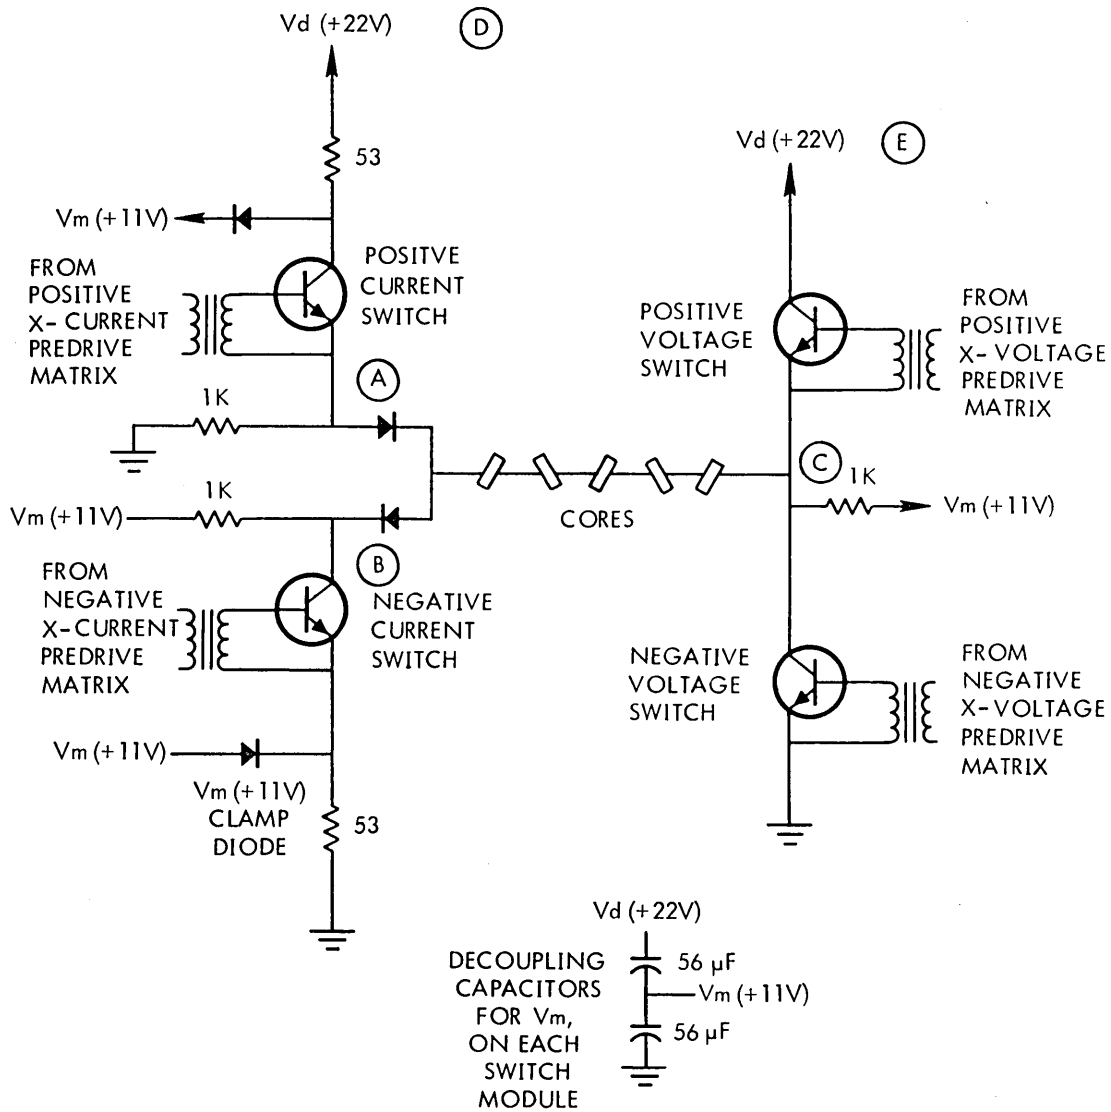 Vd (+22V)
D
53
Vm (+11V)
FROM
POSITIVE
X- CURRENT
PREDRIVE
MATRIX
POSITVE
CURRENT
SWITCH
A
1K
1K
Vm (+11V)
B
FROM
NEGATIVE
X-CURRENT
PREDRIVE
MATRIX
NEGATIVE
CURRENT
SWITCH
Vm (+11V)
Vm (+11V)
CLAMP
DIODE
53
CORES
Vd (+22V)
E
POSITIVE
VOLTAGE
SWITCH
FROM
POSITIVE
X- VOLTAGE
PREDRIVE
MATRIX
C
1K
Vm (+11V)
NEGATIVE
VOLTAGE
SWITCH
FROM
NEGATIVE
X-VOLTAGE
PREDRIVE
MATRIX
Vd (+22V)
DECOUPLING
CAPACITORS
FOR Vm,
ON EACH
SWITCH
MODULE
56 µF
Vm (+11V)
56 µF